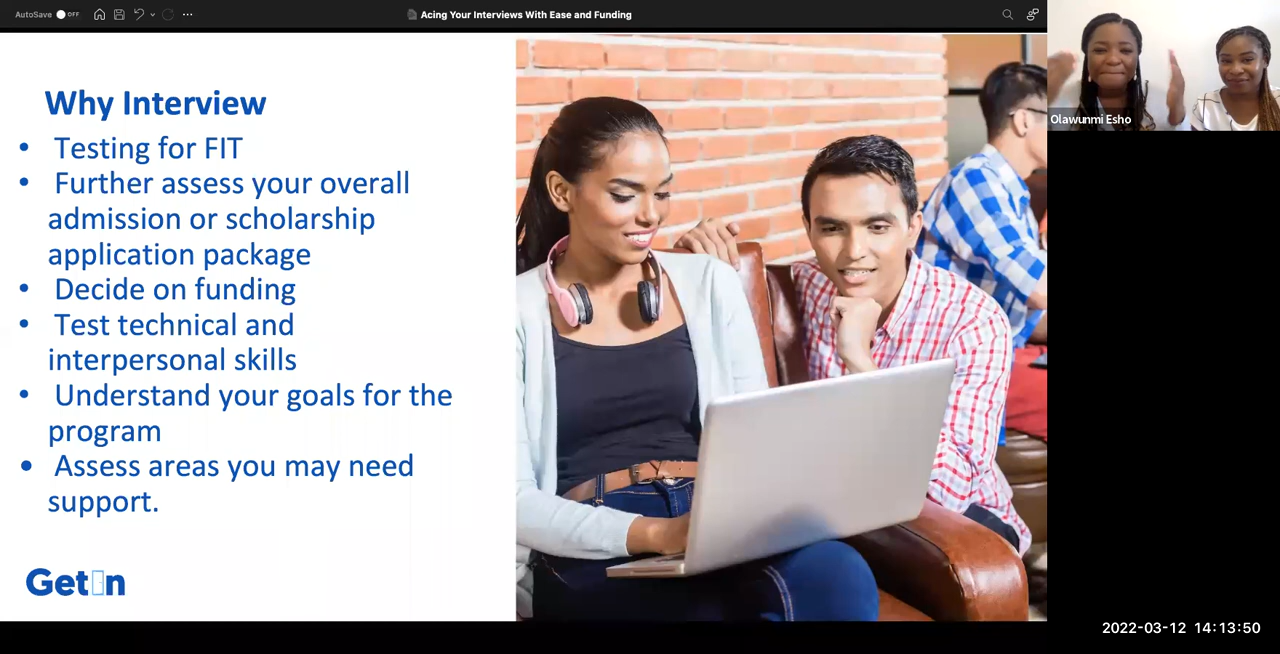 AutoSave OFF
Acing Your Interviews With Ease and Funding
Olawunmi Esho
Why Interview
• Testing for FIT
• Further assess your overall
admission or scholarship
application package
• Decide on funding
• Test technical and
interpersonal skills
• Understand your goals for the
program
• Assess areas you may need
support.
GetIn
2022-03-12 14:13:50